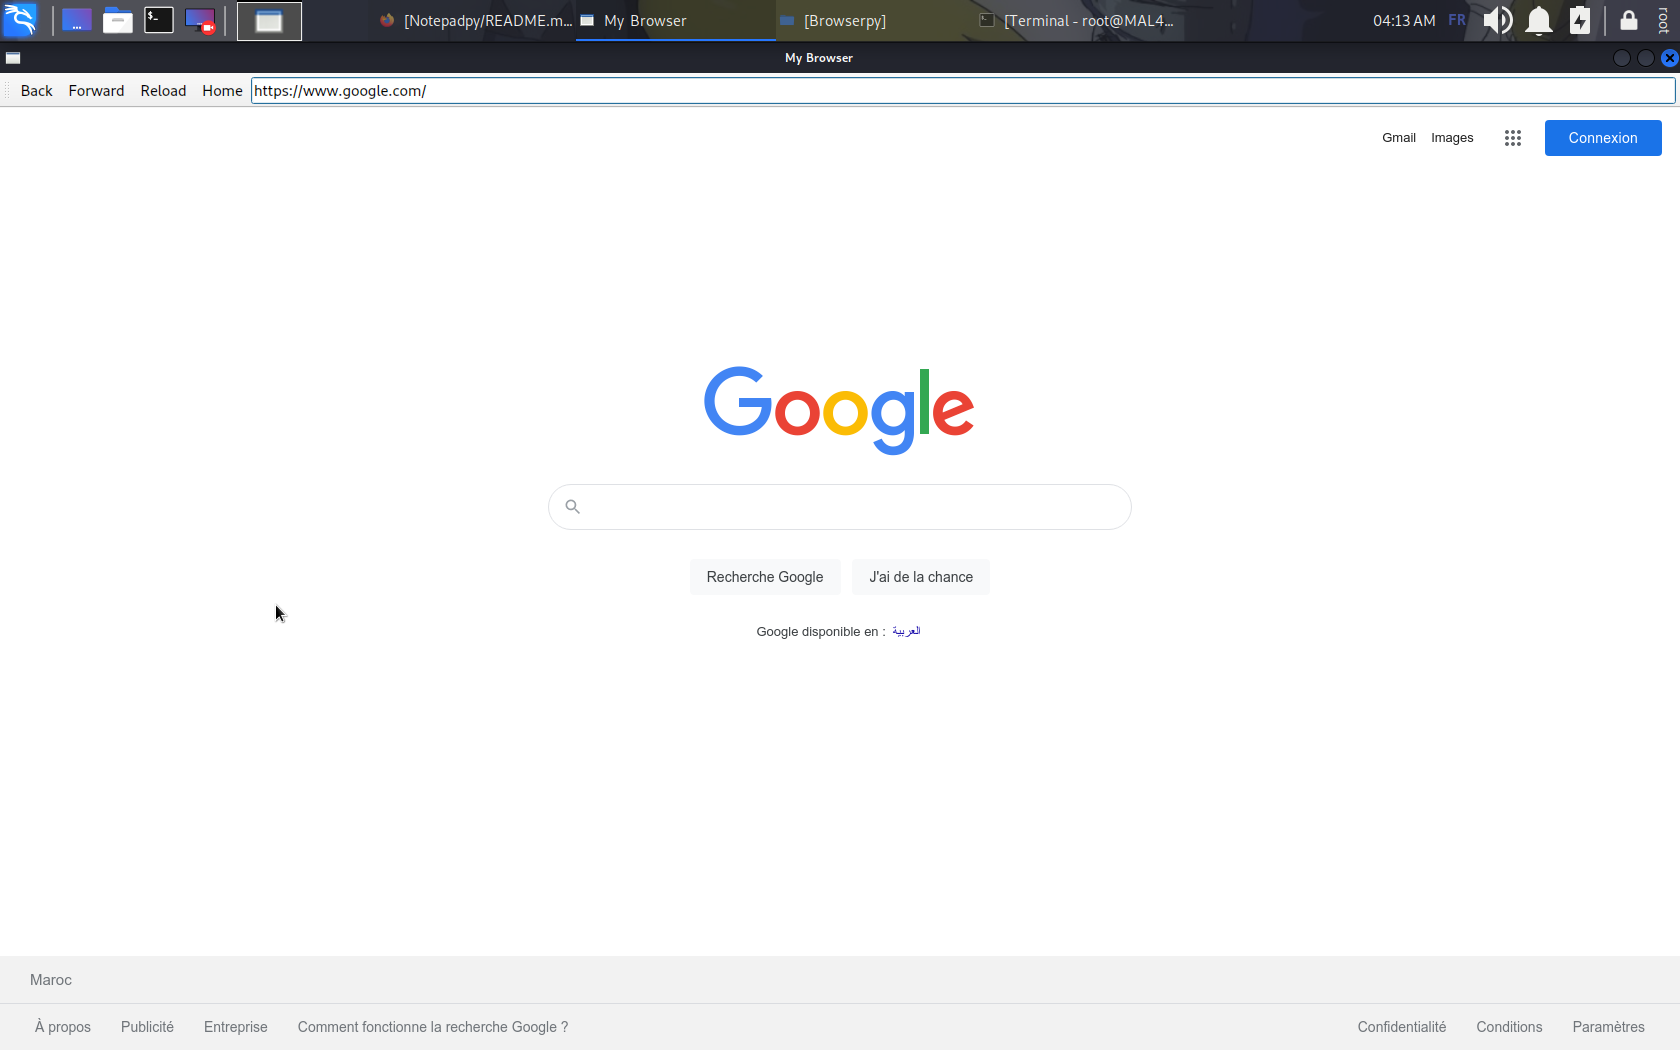 [Notepadpy/README.m... My Browser [Browserpy] [Terminal - root@MAL4... 04:13 AM FR root
My Browser
Back Forward Reload Home https://www.google.com/
Gmail Images Connexion
Google
Recherche Google J'ai de la chance
Google disponible en : العربية
Maroc
À propos Publicité Entreprise Comment fonctionne la recherche Google ? Confidentialité Conditions Paramètres